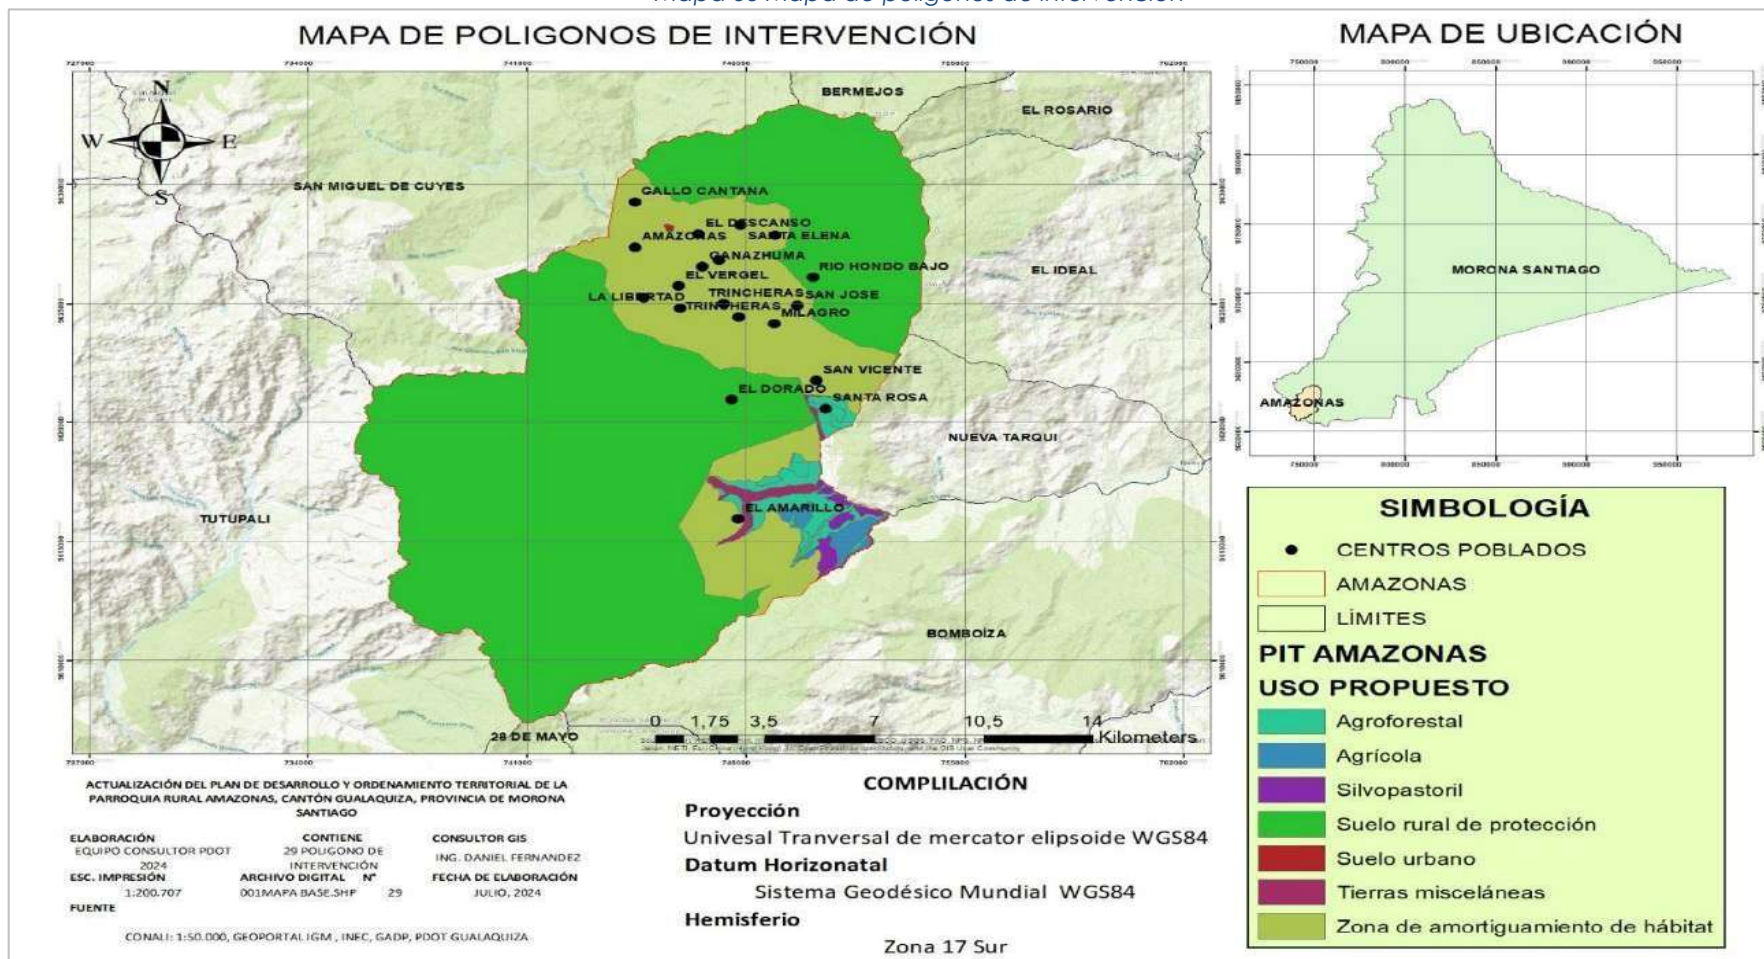 MAPA DE POLIGONOS DE INTERVENCIÓN
737000
741000
755000
762000
N
W
E
S
BERMEJOS
EL ROSARIO
SAN MIGUEL DE CUYES
GALLO CANTANA
EL DESCANSO
AMAZONAS
SANTA ELENA
GANAZHUMA
RIO HONDO BAJO
EL IDEAL
EL VERGEL
TRINCHERAS
SAN JOSE
LA LIBERTAD
TRINCHERAS
MILAGRO
SAN VICENTE
EL DORADO
SANTA ROSA
NUEVA TARQUI
TUTUPALI
EL AMARILLO
BOMBOÍZA
28 DE MAYO
0 1,75 3,5 7 10,5 14
Kilometers
MAPA DE UBICACIÓN
MORONA SANTIAGO
AMAZONAS
SIMBOLOGÍA
CENTROS POBLADOS
AMAZONAS
LÍMITES
PIT AMAZONAS
USO PROPUESTO
Agroforestal
Agrícola
Silvopastoril
Suelo rural de protección
Suelo urbano
Tierras misceláneas
Zona de amortiguamiento de hábitat
ACTUALIZACIÓN DEL PLAN DE DESARROLLO Y ORDENAMIENTO TERRITORIAL DE LA
PARROQUIA RURAL AMAZONAS, CANTÓN GUALAQUIZA, PROVINCIA DE MORONA
SANTIAGO
ELABORACIÓN CONTIENE CONSULTOR GIS
EQUIPO CONSULTOR PDOT 29 POLIGONO DE ING. DANIEL FERNANDEZ
2024 INTERVENCIÓN
ESC. IMPRESIÓN ARCHIVO DIGITAL N° FECHA DE ELABORACIÓN
1:200.707 001MAPA BASE.SHP 29 JULIO, 2024
FUENTE
CONALI: 1:50.000, GEOPORTAL IGM , INEC, GADP, PDOT GUALAQUIZA
COMPLILACIÓN
Proyección
Univesal Tranversal de mercator elipsoide WGS84
Datum Horizonatal
Sistema Geodésico Mundial WGS84
Hemisferio
Zona 17 Sur